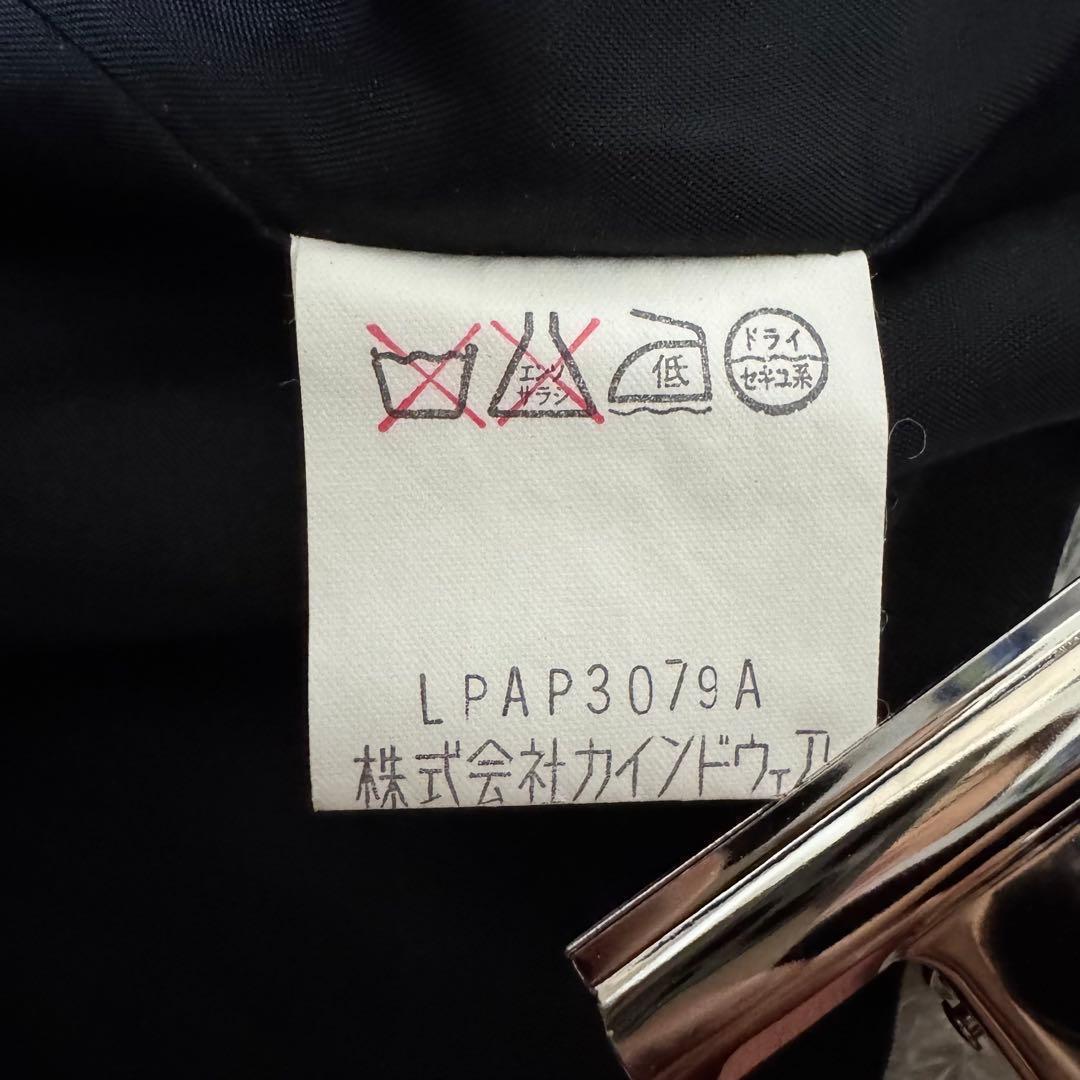 エンソ
サラシ
低
ドライ
セキユ系
LPAP3079A
株式会社カインドウェア